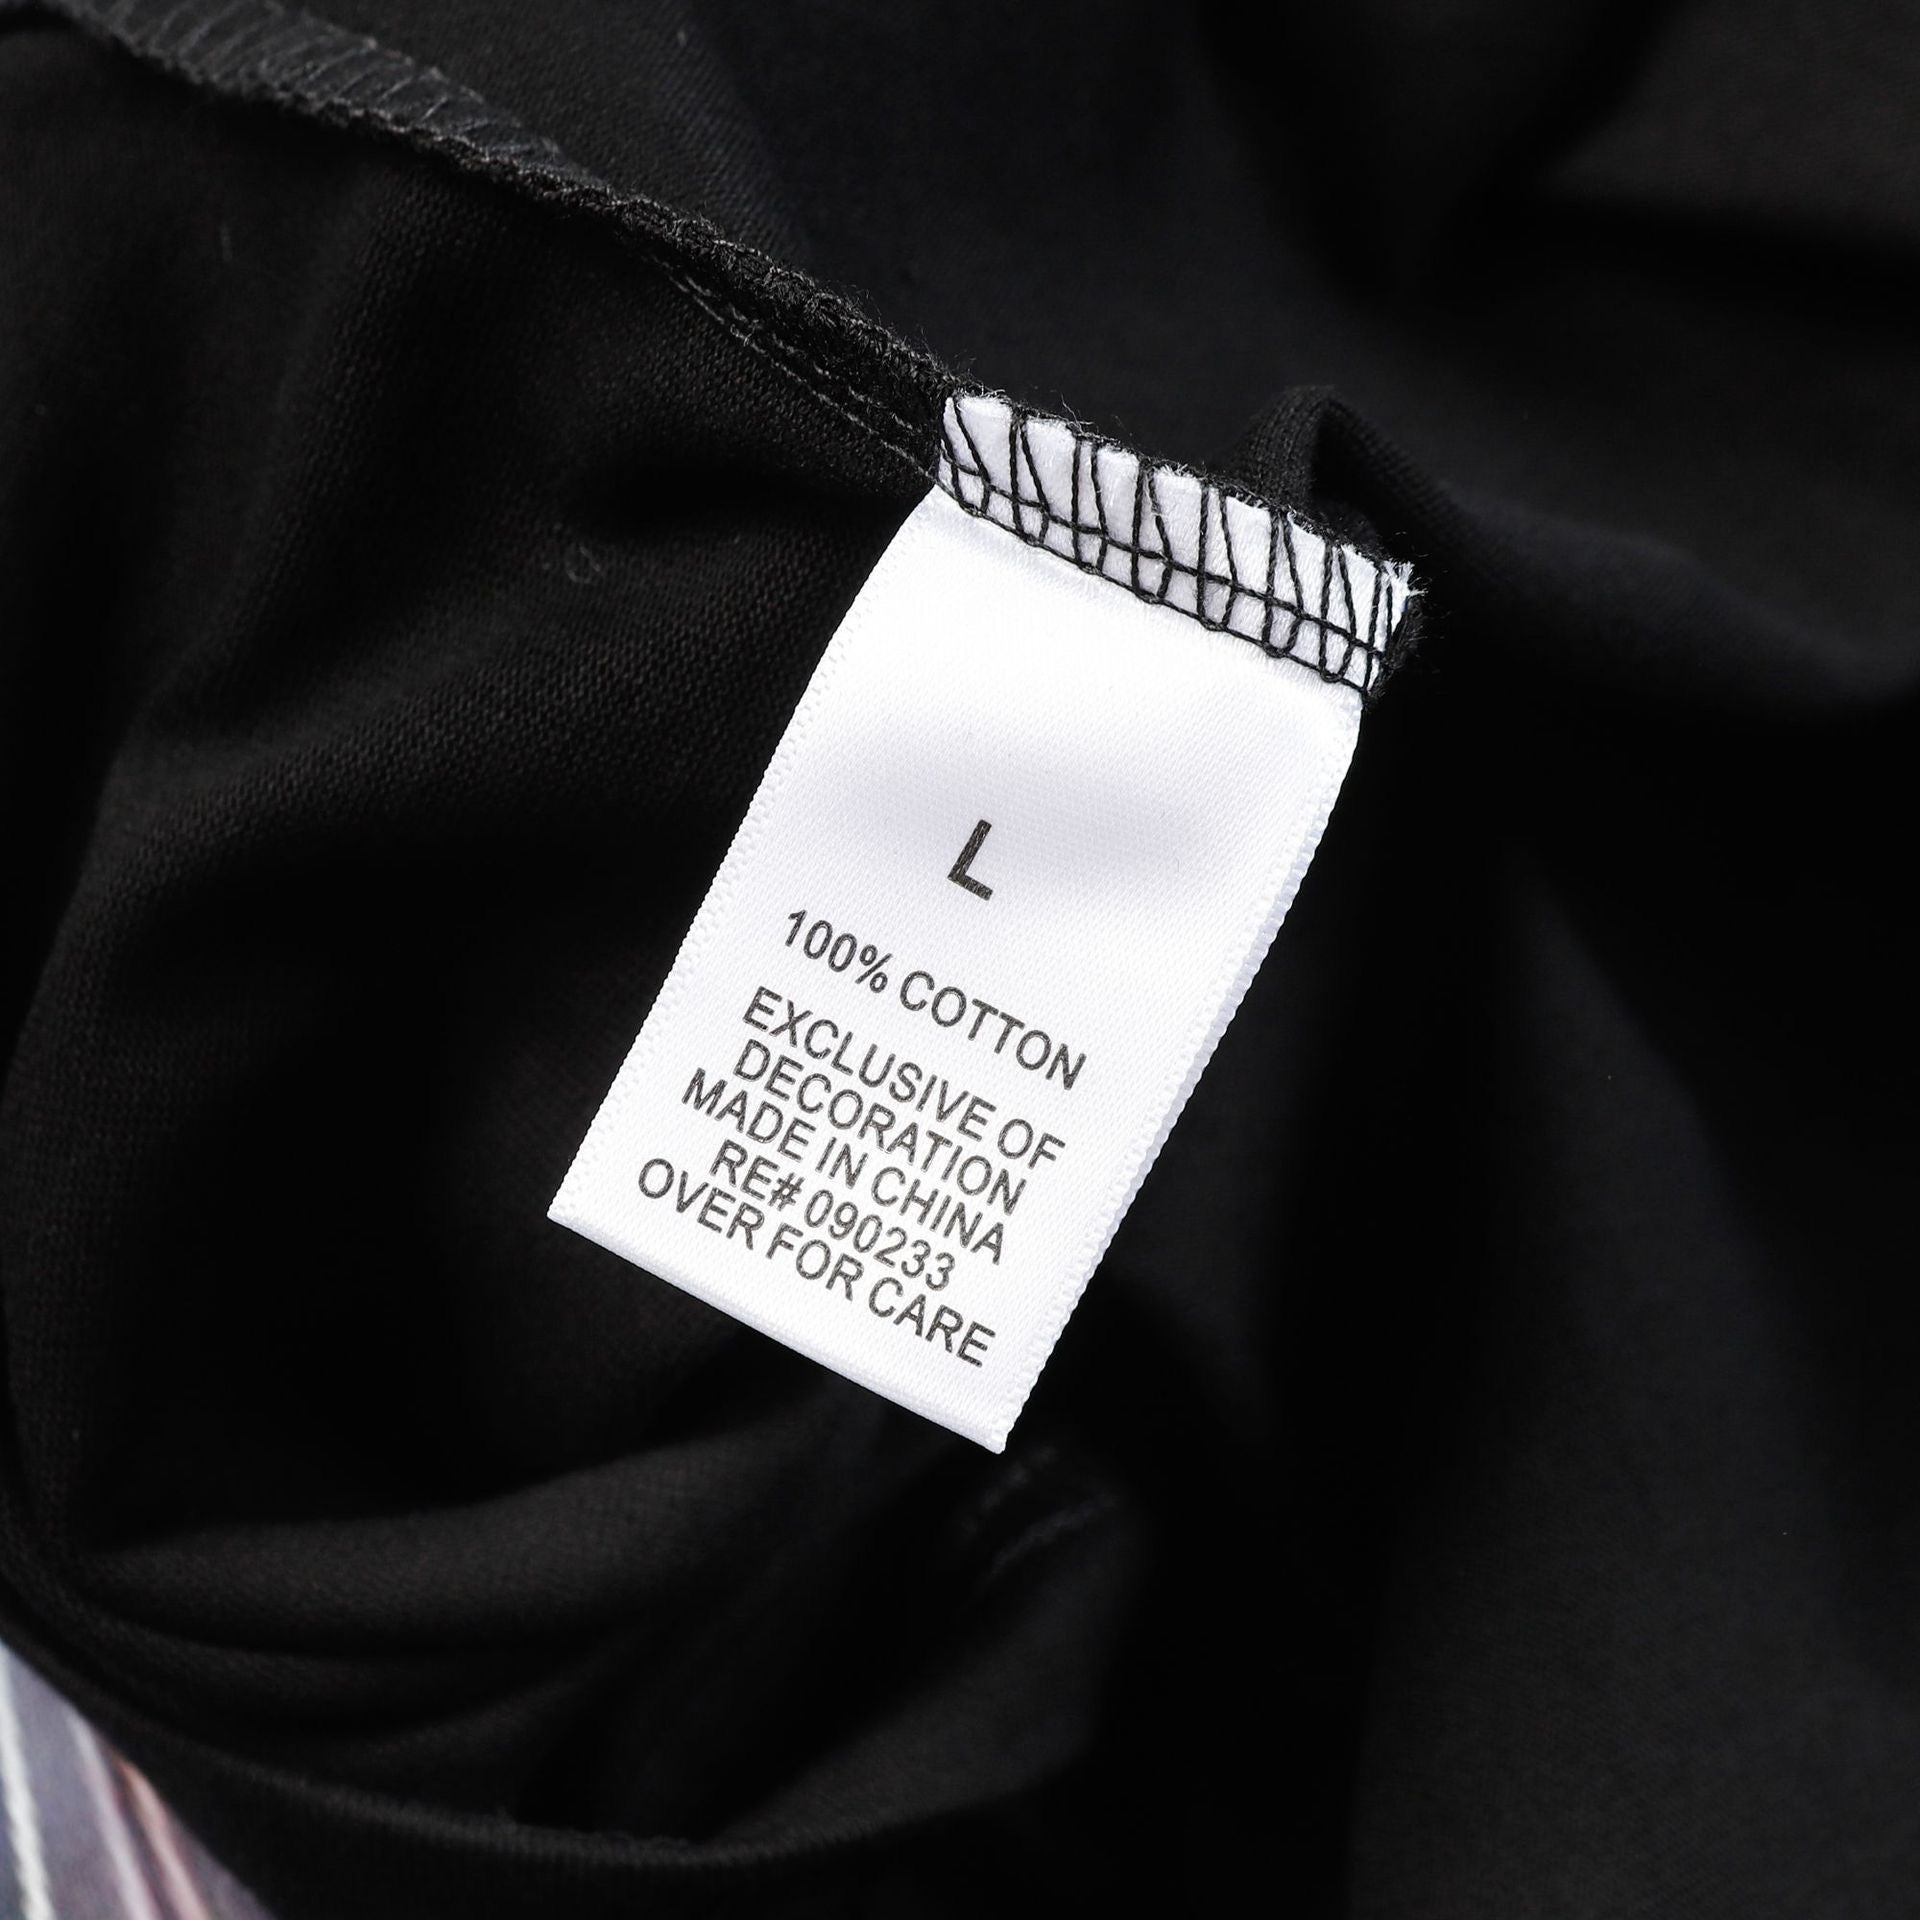 L
100% COTTON
EXCLUSIVE OF
DECORATION
MADE IN CHINA
RE# 090233
OVER FOR CARE